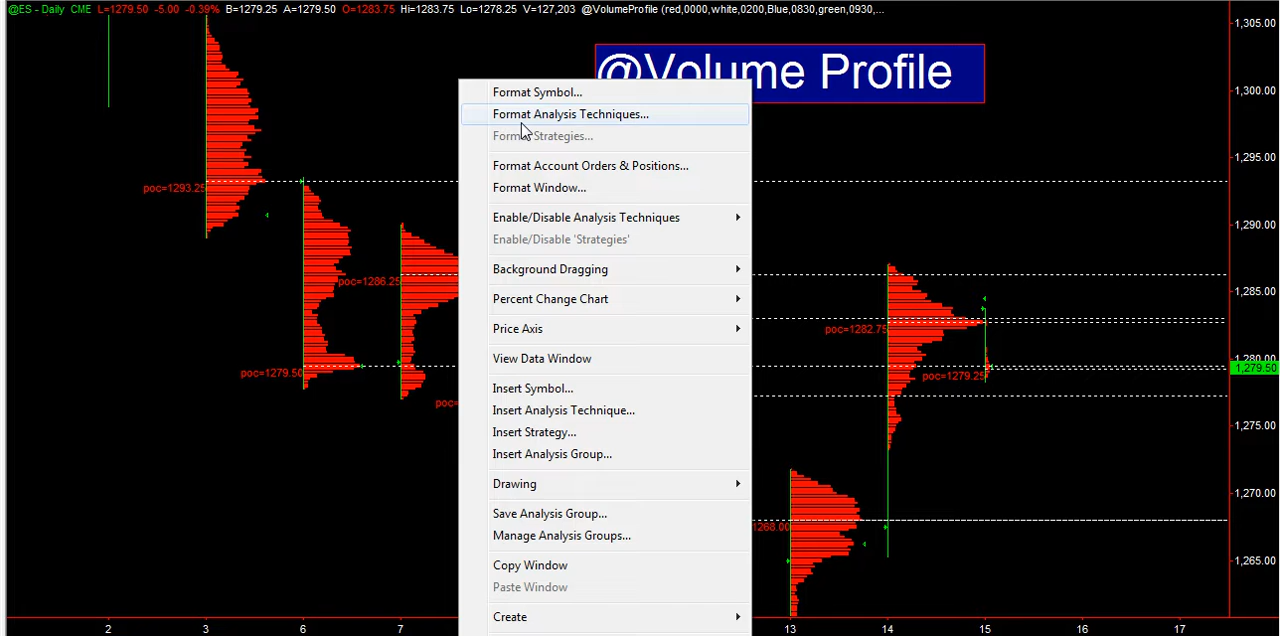 @ES - Daily CME L=1279.50 -5.00 -0.39% B=1279.25 A=1279.50 O=1283.75 Hi=1283.75 Lo=1278.25 V=127,203 @VolumeProfile (red,0000,white,0200,Blue,0830,green,0930,...
1,305.00
@Volume Profile
Format Symbol...
1,300.00
Format Analysis Techniques...
Format Strategies...
1,295.00
Format Account Orders & Positions...
poc=1293.25
Format Window...
Enable/Disable Analysis Techniques
1,290.00
Enable/Disable 'Strategies'
Background Dragging
poc=1286.25
1,285.00
Percent Change Chart
Price Axis
poc=1282.75
View Data Window
1,280.00
1,279.50
poc=1279.50
poc=1279.25
Insert Symbol...
poc=
Insert Analysis Technique...
1,275.00
Insert Strategy...
Insert Analysis Group...
Drawing
1,270.00
Save Analysis Group...
1268.00
Manage Analysis Groups...
1,265.00
Copy Window
Paste Window
Create
2 3 6 7 13 14 15 16 17